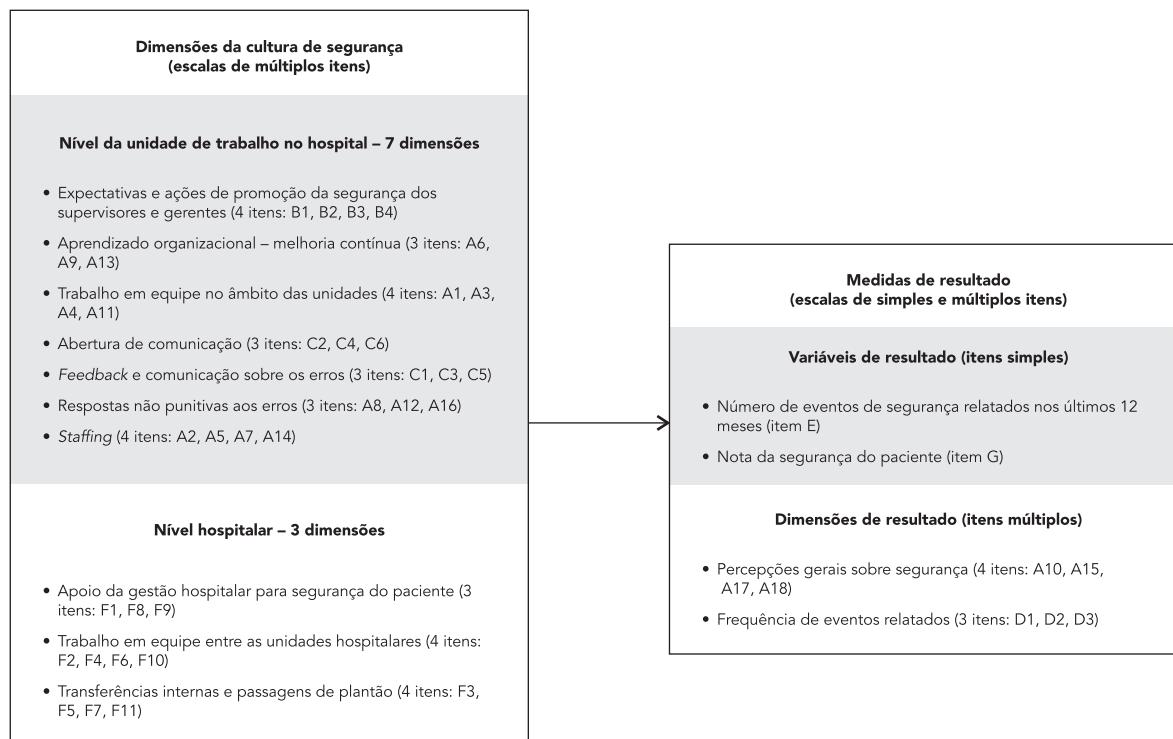 Dimensões da cultura de segurança
(escalas de múltiplos itens)
Nível da unidade de trabalho no hospital – 7 dimensões
• Expectativas e ações de promoção da segurança dos
supervisores e gerentes (4 itens: B1, B2, B3, B4)
• Aprendizado organizacional – melhoria contínua (3 itens: A6,
A9, A13)
• Trabalho em equipe no âmbito das unidades (4 itens: A1, A3,
A4, A11)
• Abertura de comunicação (3 itens: C2, C4, C6)
• Feedback e comunicação sobre os erros (3 itens: C1, C3, C5)
• Respostas não punitivas aos erros (3 itens: A8, A12, A16)
• Staffing (4 itens: A2, A5, A7, A14)
Nível hospitalar – 3 dimensões
• Apoio da gestão hospitalar para segurança do paciente (3
itens: F1, F8, F9)
• Trabalho em equipe entre as unidades hospitalares (4 itens:
F2, F4, F6, F10)
• Transferências internas e passagens de plantão (4 itens: F3,
F5, F7, F11)
Medidas de resultado
(escalas de simples e múltiplos itens)
Variáveis de resultado (itens simples)
• Número de eventos de segurança relatados nos últimos 12
meses (item E)
• Nota da segurança do paciente (item G)
Dimensões de resultado (itens múltiplos)
• Percepções gerais sobre segurança (4 itens: A10, A15,
A17, A18)
• Frequência de eventos relatados (3 itens: D1, D2, D3)